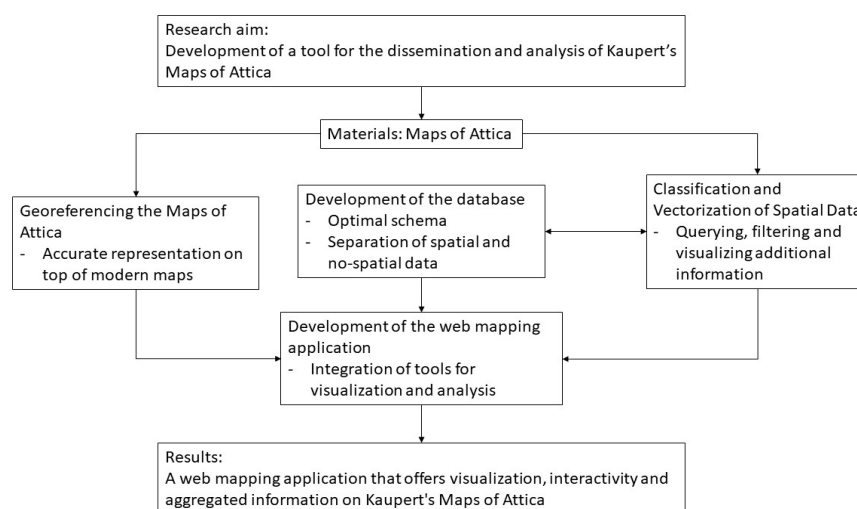 Research aim:
Development of a tool for the dissemination and analysis of Kaupert's
Maps of Attica
Materials: Maps of Attica
Georeferencing the Maps of
Attica
- Accurate representation on
top of modern maps
Development of the database
- Optimal schema
- Separation of spatial and
no-spatial data
Classification and
Vectorization of Spatial Data
- Querying, filtering and
visualizing additional
information
Development of the web mapping
application
- Integration of tools for
visualization and analysis
Results:
A web mapping application that offers visualization, interactivity and
aggregated information on Kaupert's Maps of Attica